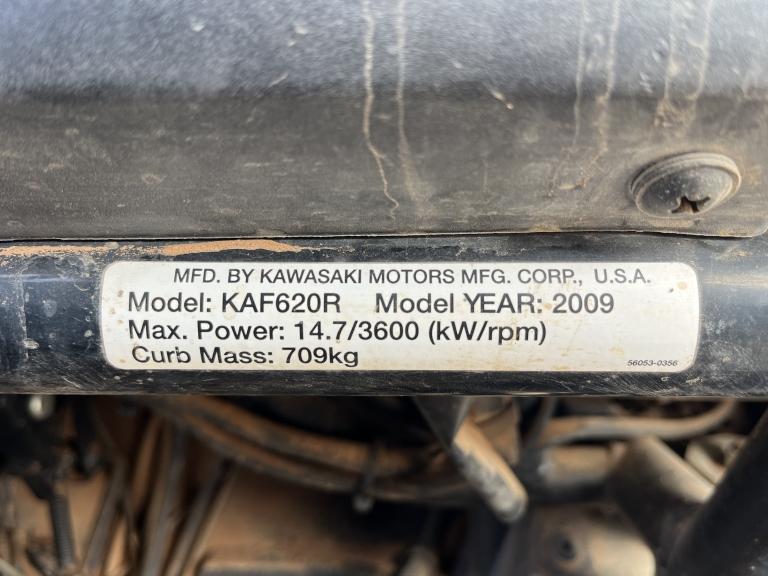 MFD. BY KAWASAKI MOTORS MFG. CORP., U.S.A.
Model: KAF620R Model YEAR: 2009
Max. Power: 14.7/3600 (kW/rpm)
Curb Mass: 709kg 56053-0356